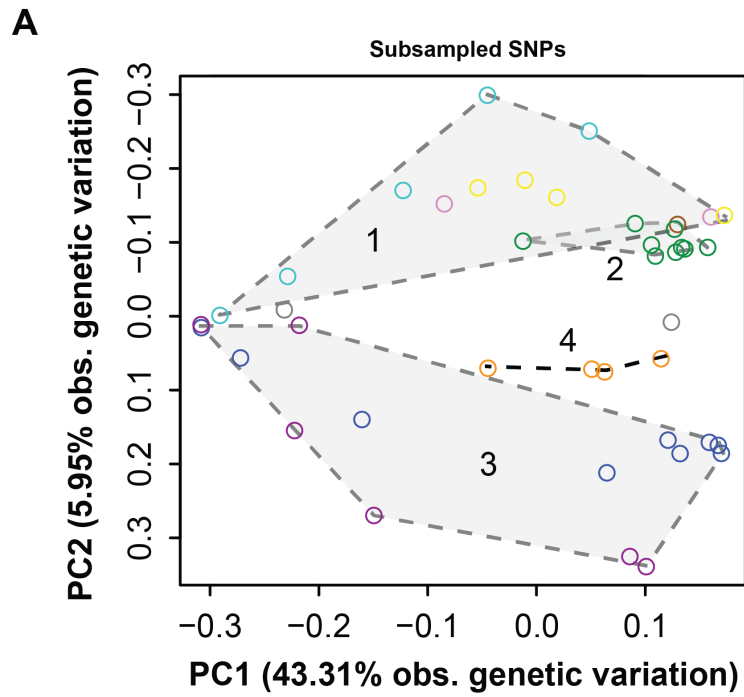 A
Subsampled SNPs
PC2 (5.95% obs. genetic variation)
−0.3
−0.2
−0.1
0.0
0.1
0.2
0.3
1
2
4
3
−0.3 −0.2 −0.1 0.0 0.1
PC1 (43.31% obs. genetic variation)